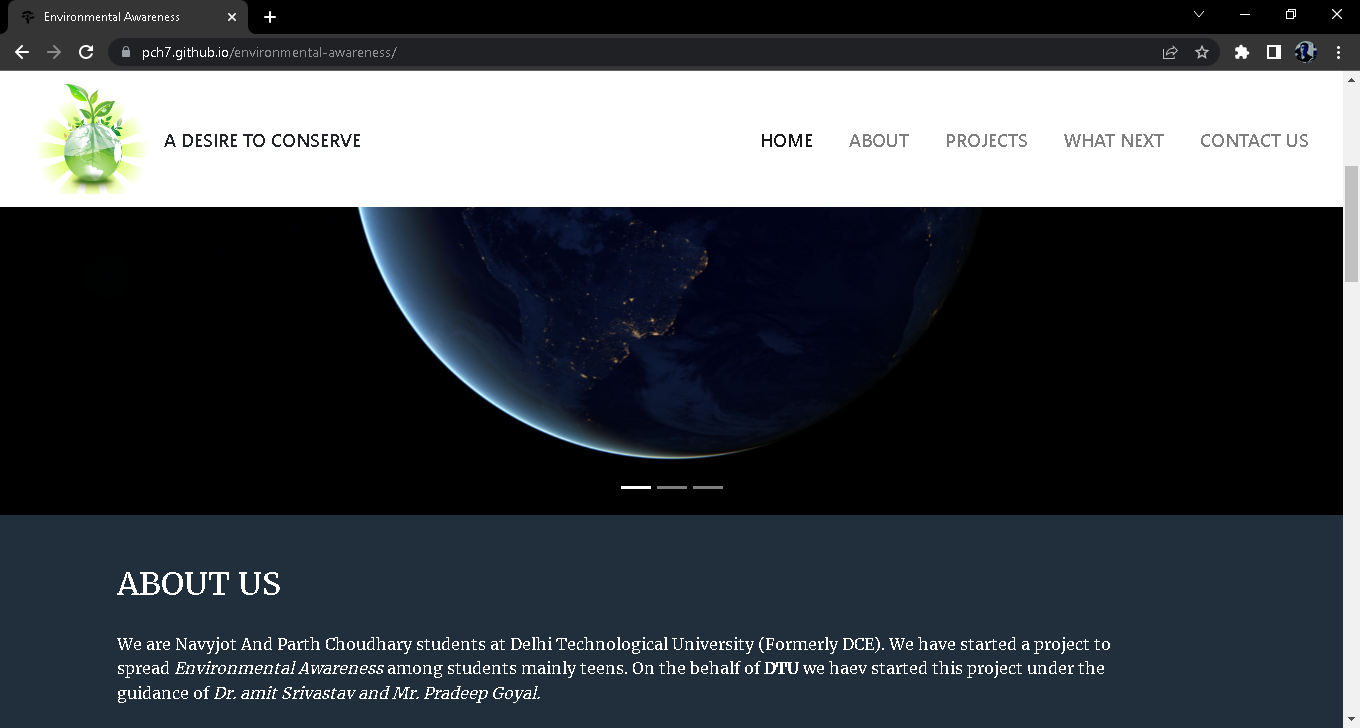 Environmental Awareness
pch7.github.io/environmental-awareness/
A DESIRE TO CONSERVE
HOME ABOUT PROJECTS WHAT NEXT CONTACT US
ABOUT US
We are Navyjot And Parth Choudhary students at Delhi Technological University (Formerly DCE). We have started a project to
spread Environmental Awareness among students mainly teens. On the behalf of DTU we haev started this project under the
guidance of Dr. amit Srivastav and Mr. Pradeep Goyal.